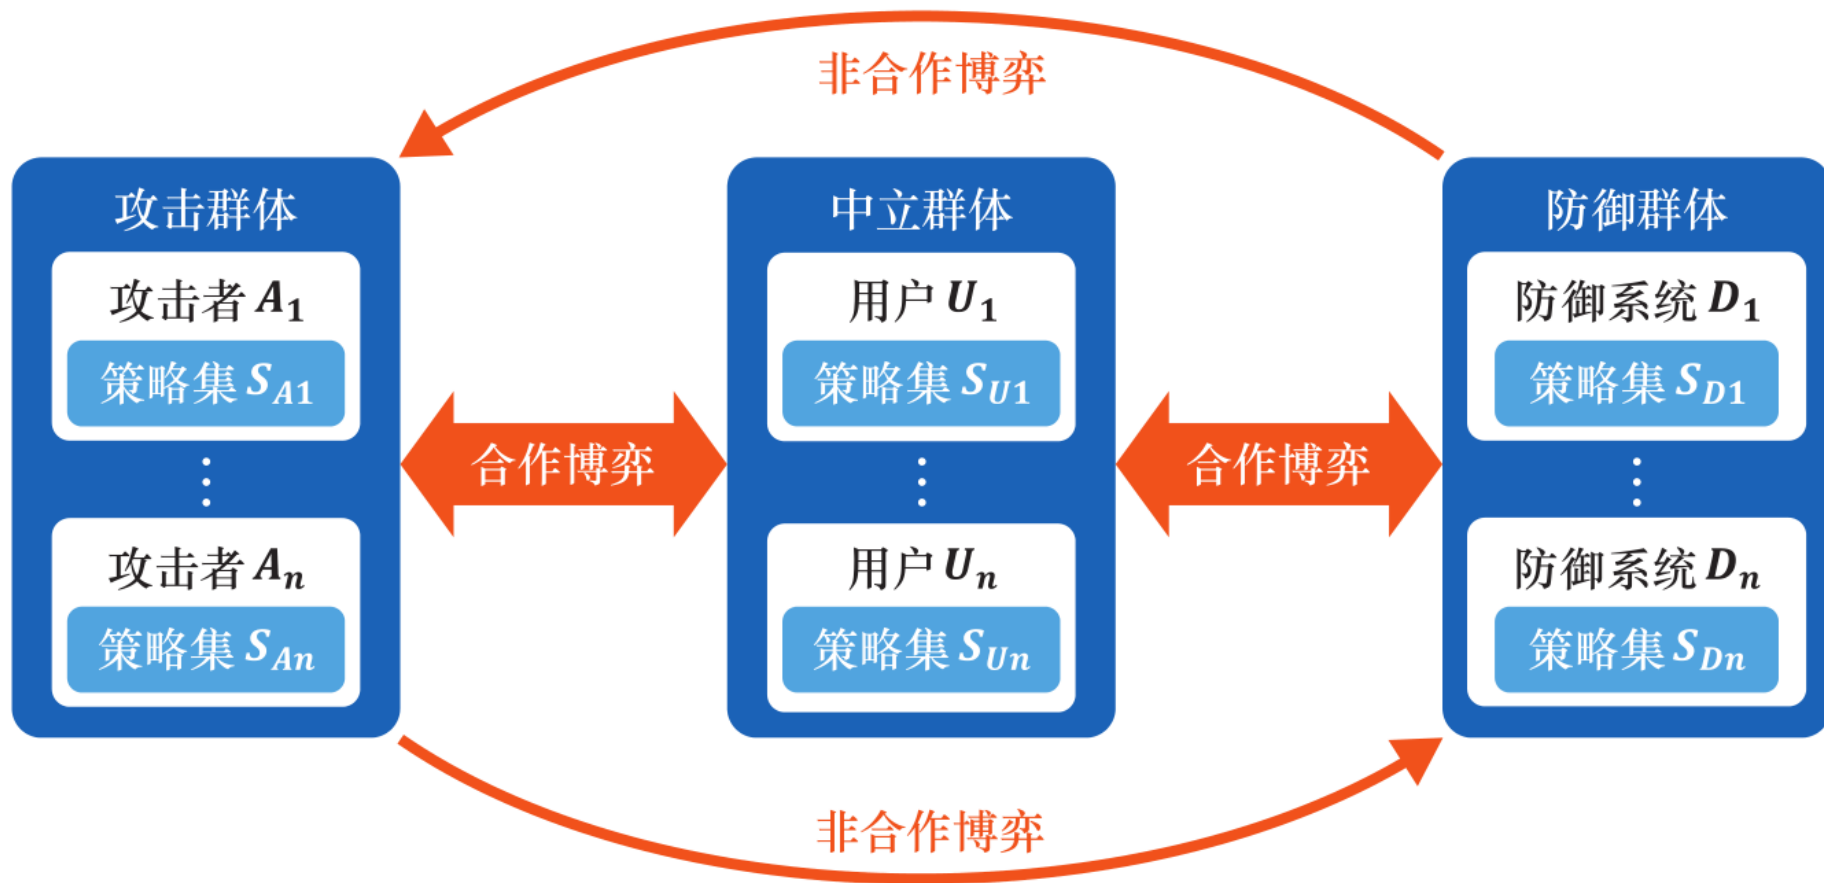 非合作博弈
攻击群体
攻击者 A1
策略集 SA1
⋮
攻击者 An
策略集 SAn
合作博弈
中立群体
用户 U1
策略集 SU1
⋮
用户 Un
策略集 SUn
合作博弈
防御群体
防御系统 D1
策略集 SD1
⋮
防御系统 Dn
策略集 SDn
非合作博弈